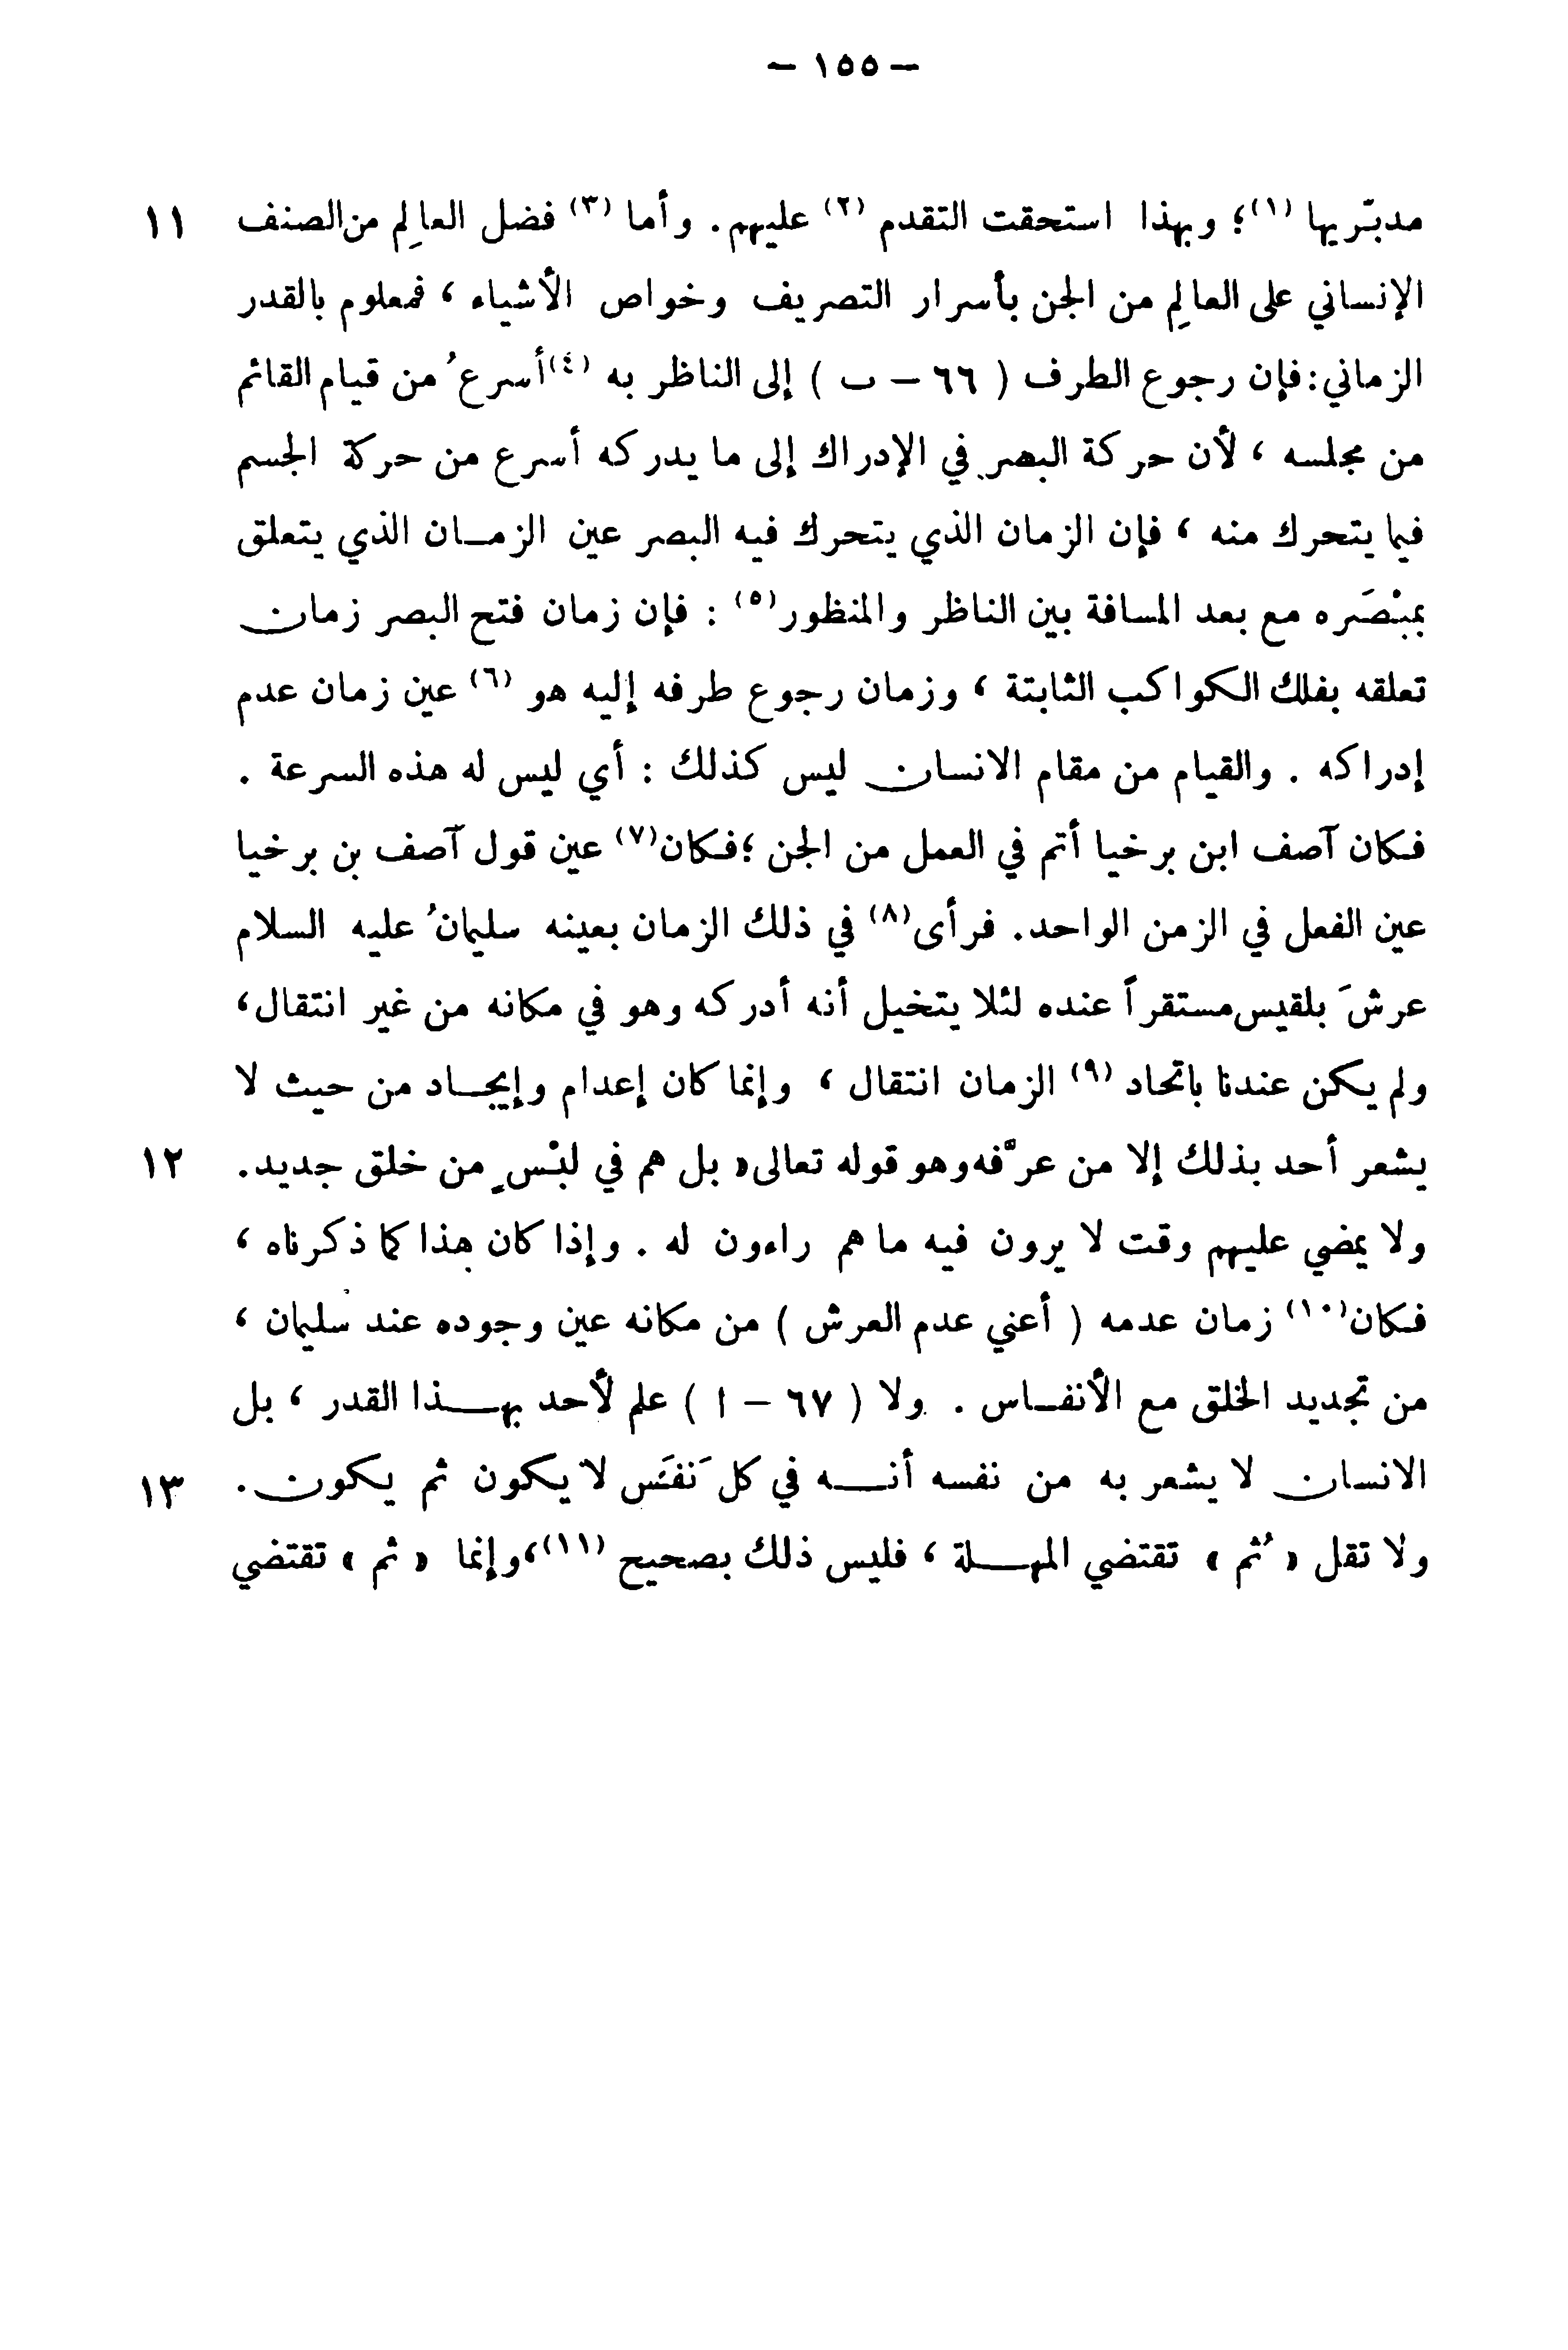 — ١٥٥ —
مدبّريها (١)؛ وبهذا استحقت التقدم (٢) عليهم. وأما (٣) فضل العالِم من الصنف ١١
الإنساني على العالِم من الجن بأسرار التصريف وخواص الأشياء ، فمعلوم بالقدر
الزماني: فإن رجوع الطرف ( ٦٦ — ب ) إلى الناظر به (٤) أسرعُ من قيام القائم
من مجلسه ، لأن حركة البصر في الإدراك إلى ما يدركه أسرع من حركة الجسم
فيما يتحرك منه ، فإن الزمان الذي يتحرك فيه البصر عين الزمــان الذي يتعلق
بمبْصَره مع بعد المسافة بين الناظر والمنظور(٥) : فإن زمان فتح البصر زمان
تعلقه بفلك الكواكب الثابتة ، وزمان رجوع طرفه إليه هو (٦) عين زمان عدم
إدراكه . والقيام من مقام الانسان ليس كذلك : أي ليس له هذه السرعة .
فكان آصف ابن برخيا أتم في العمل من الجن ؛فكان(٧) عين قول آصف بن برخيا
عين الفعل في الزمن الواحد. فرأى(٨) في ذلك الزمان بعينه سليمانُ عليه السلام
عرشَ بلقيس مستقراً عنده لئلا يتخيل أنه أدركه وهو في مكانه من غير انتقال،
ولم يكن عندنا باتحاد (٩) الزمان انتقال ، وإنما كان إعدام وإيجــاد من حيث لا
يشعر أحد بذلك إلا من عرَّفه وهو قوله تعالى« بل هم في لبْسٍ من خلق جديد. ١٢
ولا يمضي عليهم وقت لا يرون فيه ما هم راءون له . وإذا كان هذا كما ذكرناه ،
فكان(١٠) زمان عدمه ( أعني عدم العرش ) من مكانه عين وجوده عند سليمان ،
من تجديد الخلق مع الأنفــاس . ولا ( ٦٧ — ا ) علم لأحد بهــذا القدر ، بل
الانسان لا يشعر به من نفسه أنــه في كل نَفَس لا يكون ثم يكون. ١٣
ولا تقل « ثُم » تقتضي المهــلة ، فليس ذلك بصحيح (١١)،وإنما « ثم » تقتضي